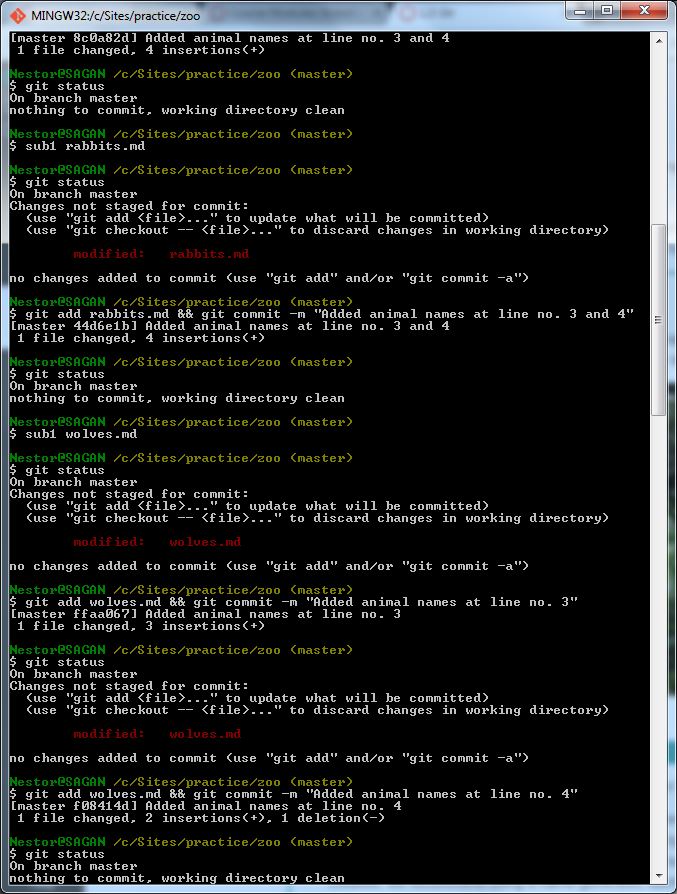 MINGW32:/c/Sites/practice/zoo
[master 8c0a82d] Added animal names at line no. 3 and 4
 1 file changed, 4 insertions(+)
Nestor@SAGAN /c/Sites/practice/zoo (master)
$ git status
On branch master
nothing to commit, working directory clean
Nestor@SAGAN /c/Sites/practice/zoo (master)
$ sub1 rabbits.md
Nestor@SAGAN /c/Sites/practice/zoo (master)
$ git status
On branch master
Changes not staged for commit:
  (use "git add <file>..." to update what will be committed)
  (use "git checkout -- <file>..." to discard changes in working directory)
        modified:   rabbits.md
no changes added to commit (use "git add" and/or "git commit -a")
Nestor@SAGAN /c/Sites/practice/zoo (master)
$ git add rabbits.md && git commit -m "Added animal names at line no. 3 and 4"
[master 44d6e1b] Added animal names at line no. 3 and 4
 1 file changed, 4 insertions(+)
Nestor@SAGAN /c/Sites/practice/zoo (master)
$ git status
On branch master
nothing to commit, working directory clean
Nestor@SAGAN /c/Sites/practice/zoo (master)
$ sub1 wolves.md
Nestor@SAGAN /c/Sites/practice/zoo (master)
$ git status
On branch master
Changes not staged for commit:
  (use "git add <file>..." to update what will be committed)
  (use "git checkout -- <file>..." to discard changes in working directory)
        modified:   wolves.md
no changes added to commit (use "git add" and/or "git commit -a")
Nestor@SAGAN /c/Sites/practice/zoo (master)
$ git add wolves.md && git commit -m "Added animal names at line no. 3"
[master ffaa067] Added animal names at line no. 3
 1 file changed, 3 insertions(+)
Nestor@SAGAN /c/Sites/practice/zoo (master)
$ git status
On branch master
Changes not staged for commit:
  (use "git add <file>..." to update what will be committed)
  (use "git checkout -- <file>..." to discard changes in working directory)
        modified:   wolves.md
no changes added to commit (use "git add" and/or "git commit -a")
Nestor@SAGAN /c/Sites/practice/zoo (master)
$ git add wolves.md && git commit -m "Added animal names at line no. 4"
[master f08414d] Added animal names at line no. 4
 1 file changed, 2 insertions(+), 1 deletion(-)
Nestor@SAGAN /c/Sites/practice/zoo (master)
$ git status
On branch master
nothing to commit, working directory clean